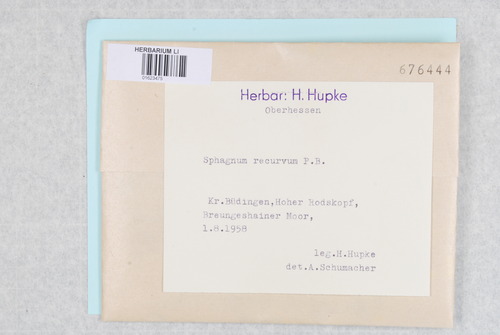 HERBARIUM LI
01623473
676444
Herbar: H. Hupke
Oberhessen
Sphagnum recurvum P.B.
Kr.Büdingen,Hoher Rodskopf,
Breungeshainer Moor,
1.8.1958
leg.H.Hupke
det.A.Schumacher